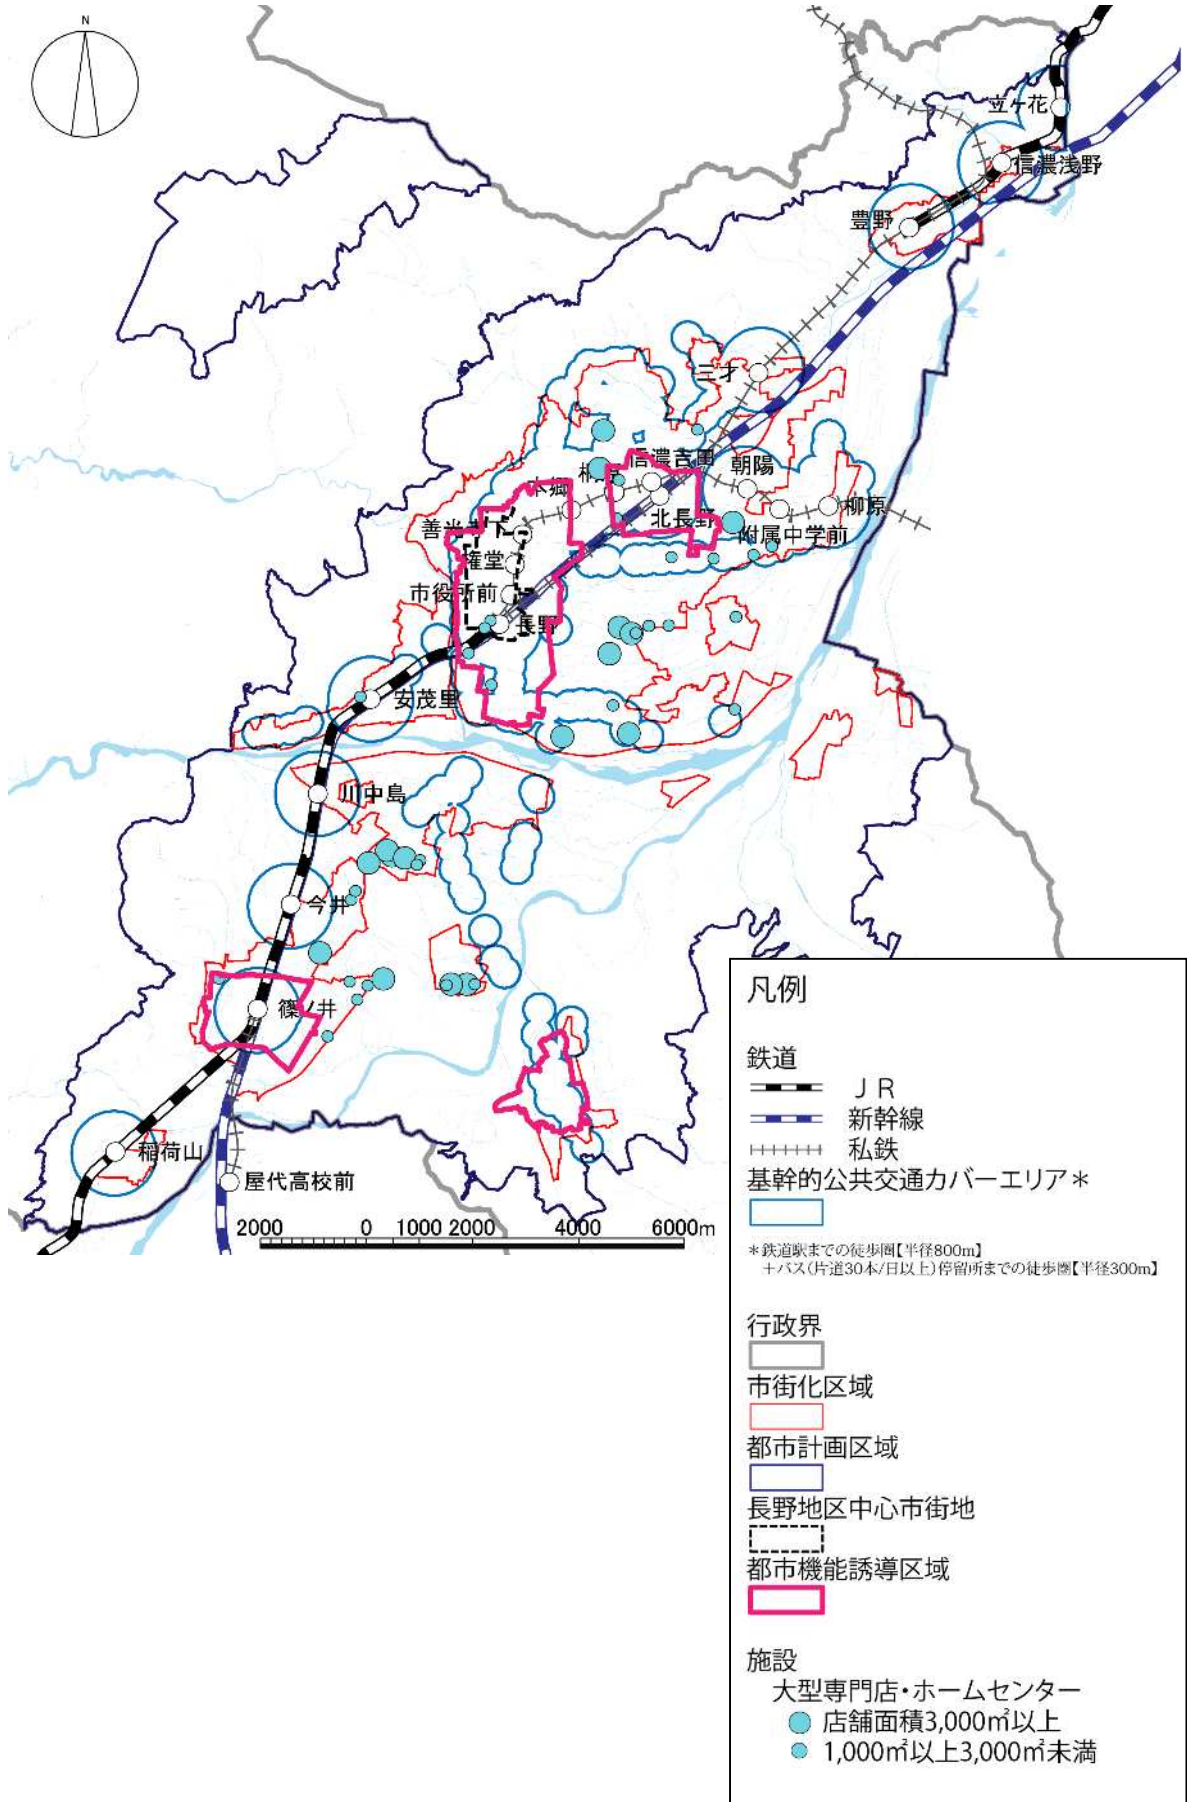 N
立ヶ花
信濃浅野
豊野
三才
信濃吉田
朝陽
桐原
本郷
柳原
北長野
善光寺下
附属中学前
権堂
市役所前
長野
安茂里
川中島
今井
篠ノ井
稲荷山
屋代高校前
2000 0 1000 2000 4000 6000m
凡例
鉄道
ＪＲ
新幹線
私鉄
基幹的公共交通カバーエリア＊
＊鉄道駅までの徒歩圏【半径800m】
＋バス（片道30本/日以上）停留所までの徒歩圏【半径300m】
行政界
市街化区域
都市計画区域
長野地区中心市街地
都市機能誘導区域
施設
大型専門店・ホームセンター
店舗面積3,000㎡以上
1,000㎡以上3,000㎡未満